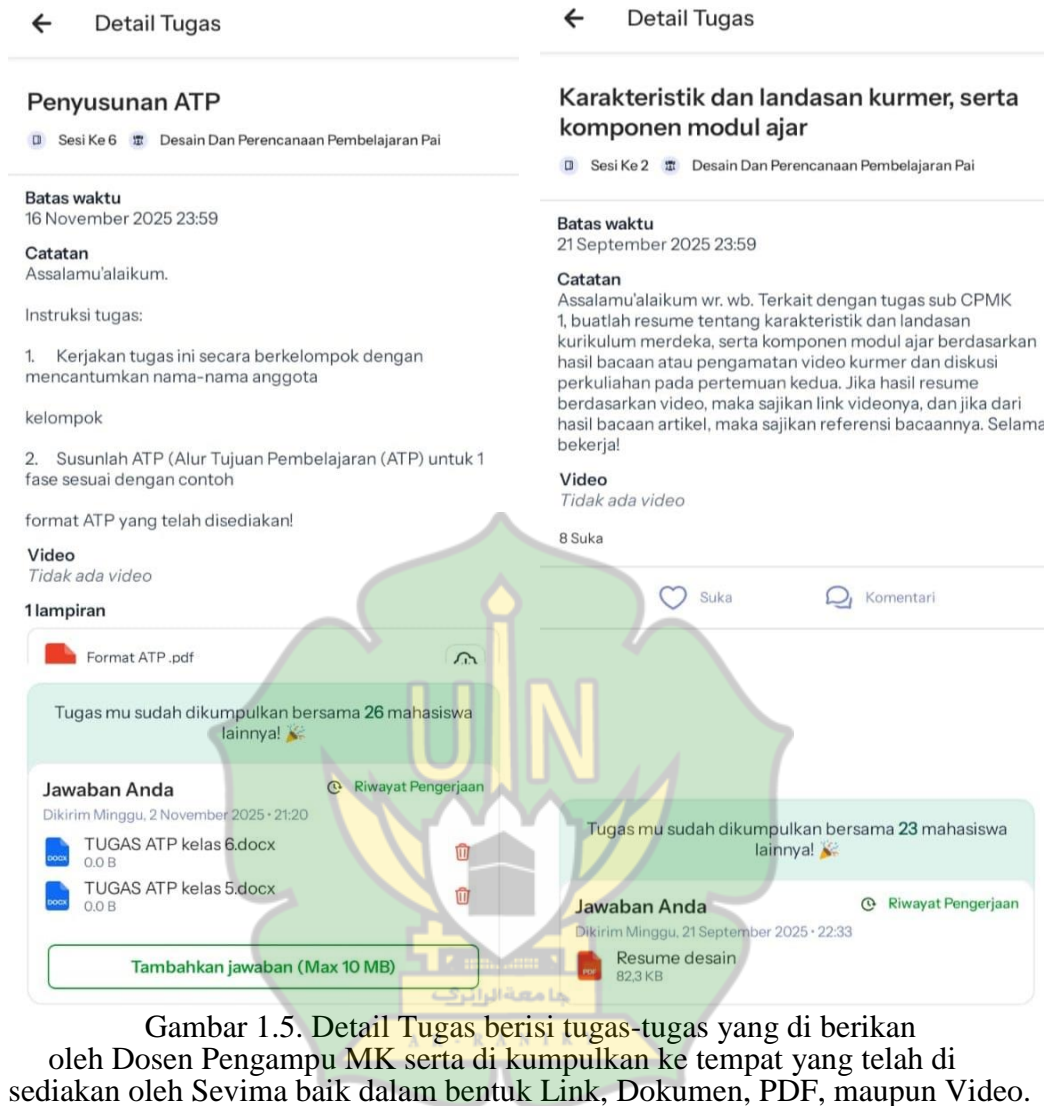 Detail Tugas
Penyusunan ATP
Sesi Ke 6 Desain Dan Perencanaan Pembelajaran Pai
Batas waktu
16 November 2025 23:59
Catatan
Assalamu'alaikum.
Instruksi tugas:
1. Kerjakan tugas ini secara berkelompok dengan
mencantumkan nama-nama anggota
kelompok
2. Susunlah ATP (Alur Tujuan Pembelajaran (ATP) untuk 1
fase sesuai dengan contoh
format ATP yang telah disediakan!
Video
Tidak ada video
1 lampiran
Format ATP .pdf
Tugas mu sudah dikumpulkan bersama 26 mahasiswa
lainnya! 🎉
Jawaban Anda
Riwayat Pengerjaan
Dikirim Minggu, 2 November 2025 • 21:20
TUGAS ATP kelas 6.docx
DOCX
0.0 B
TUGAS ATP kelas 5.docx
DOCX
0.0 B
Tambahkan jawaban (Max 10 MB)
Detail Tugas
Karakteristik dan landasan kurmer, serta
komponen modul ajar
Sesi Ke 2 Desain Dan Perencanaan Pembelajaran Pai
Batas waktu
21 September 2025 23:59
Catatan
Assalamu'alaikum wr. wb. Terkait dengan tugas sub CPMK
1, buatlah resume tentang karakteristik dan landasan
kurikulum merdeka, serta komponen modul ajar berdasarkan
hasil bacaan atau pengamatan video kurmer dan diskusi
perkuliahan pada pertemuan kedua. Jika hasil resume
berdasarkan video, maka sajikan link videonya, dan jika dari
hasil bacaan artikel, maka sajikan referensi bacaannya. Selama
bekerja!
Video
Tidak ada video
8 Suka
Suka Komentari
Tugas mu sudah dikumpulkan bersama 23 mahasiswa
lainnya! 🎉
Jawaban Anda
Riwayat Pengerjaan
Dikirim Minggu, 21 September 2025 • 22:33
Resume desain
PDF
82,3 KB
UIN
جامعة الرانري
AR-RANIRY
Gambar 1.5. Detail Tugas berisi tugas-tugas yang di berikan
oleh Dosen Pengampu MK serta di kumpulkan ke tempat yang telah di
sediakan oleh Sevima baik dalam bentuk Link, Dokumen, PDF, maupun Video.